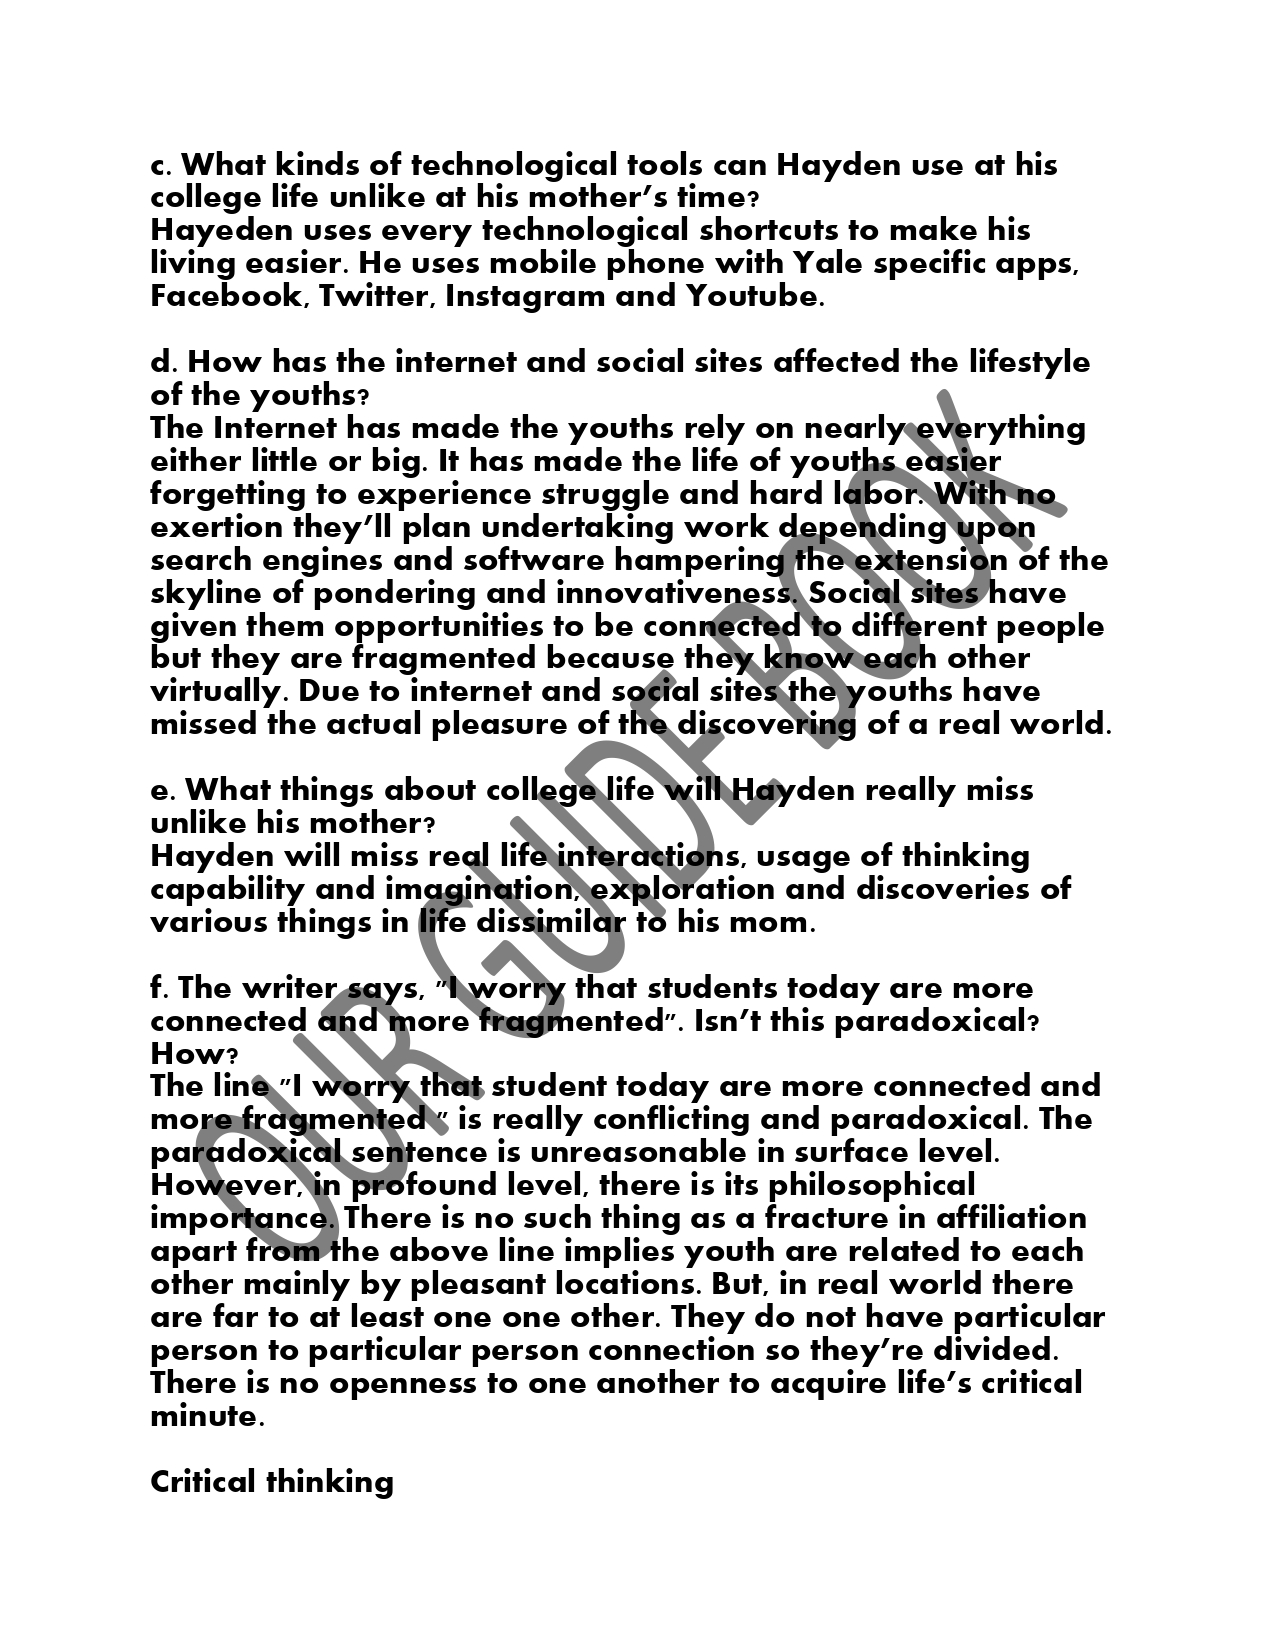 c. What kinds of technological tools can Hayden use at his
college life unlike at his mother's time?
Hayeden uses every technological shortcuts to make his
living easier. He uses mobile phone with Yale specific apps,
Facebook, Twitter, Instagram and Youtube.
d. How has the internet and social sites affected the lifestyle
of the youths?
The Internet has made the youths rely on nearly everything
either little or big. It has made the life of youths easier
forgetting to experience struggle and hard labor. With no
exertion they'll plan undertaking work depending upon
search engines and software hampering the extension of the
skyline of pondering and innovativeness. Social sites have
given them opportunities to be connected to different people
but they are fragmented because they know each other
virtually. Due to internet and social sites the youths have
missed the actual pleasure of the discovering of a real world.
e. What things about college life will Hayden really miss
unlike his mother?
Hayden will miss real life interactions, usage of thinking
capability and imagination, exploration and discoveries of
various things in life dissimilar to his mom.
f. The writer says, "I worry that students today are more
connected and more fragmented". Isn't this paradoxical?
How?
The line "I worry that student today are more connected and
more fragmented " is really conflicting and paradoxical. The
paradoxical sentence is unreasonable in surface level.
However, in profound level, there is its philosophical
importance. There is no such thing as a fracture in affiliation
apart from the above line implies youth are related to each
other mainly by pleasant locations. But, in real world there
are far to at least one one other. They do not have particular
person to particular person connection so they're divided.
There is no openness to one another to acquire life's critical
minute.
Critical thinking
OUR GUIDE BOOK